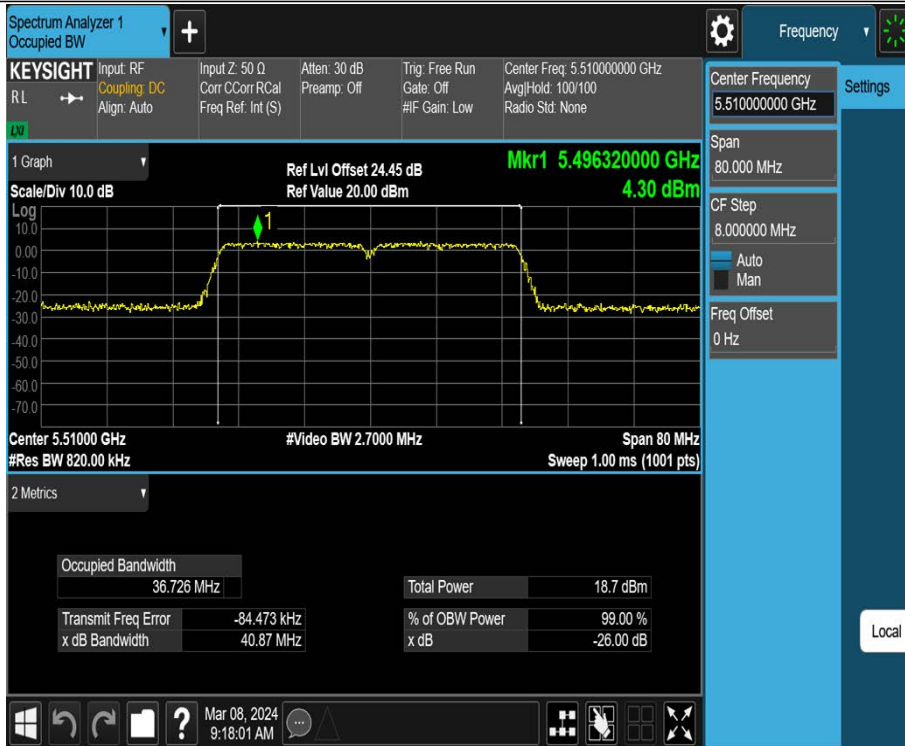 Spectrum Analyzer 1
Occupied BW
+
Frequency
KEYSIGHT
RL
LXI
Input: RF
Coupling: DC
Align: Auto
Input Z: 50 Ω
Corr CCorr RCal
Freq Ref: Int (S)
Atten: 30 dB
Preamp: Off
Trig: Free Run
Gate: Off
#IF Gain: Low
Center Freq: 5.510000000 GHz
Avg|Hold: 100/100
Radio Std: None
Center Frequency
5.510000000 GHz
Settings
Span
80.000 MHz
CF Step
8.000000 MHz
Auto
Man
Freq Offset
0 Hz
1 Graph
Scale/Div 10.0 dB
Ref Lvl Offset 24.45 dB
Ref Value 20.00 dBm
Mkr1 5.496320000 GHz
4.30 dBm
Log
10.0
0.00
-10.0
-20.0
-30.0
-40.0
-50.0
-60.0
-70.0
1
Center 5.51000 GHz
#Video BW 2.7000 MHz
Span 80 MHz
#Res BW 820.00 kHz
Sweep 1.00 ms (1001 pts)
2 Metrics
Occupied Bandwidth
36.726 MHz
Total Power 18.7 dBm
Transmit Freq Error -84.473 kHz
% of OBW Power 99.00 %
x dB Bandwidth 40.87 MHz
x dB -26.00 dB
Local
?
Mar 08, 2024
9:18:01 AM